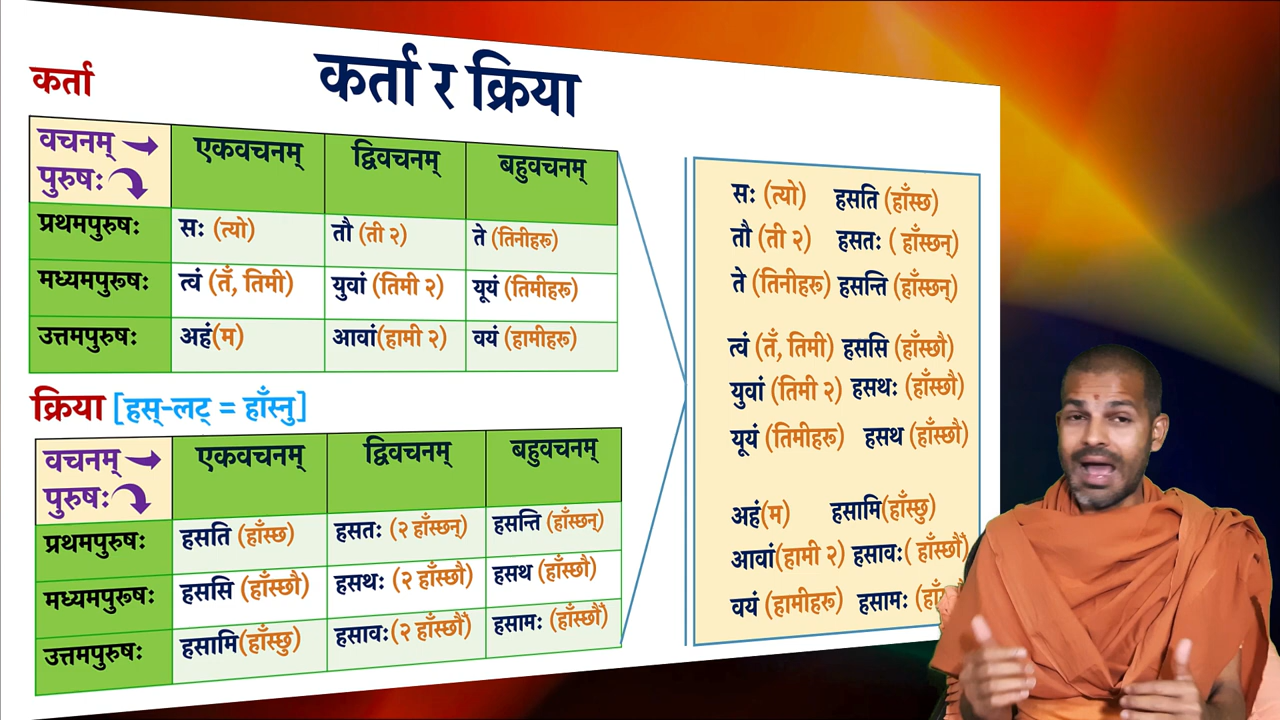 कर्ता र क्रिया
कर्ता
वचनम् एकवचनम् द्विवचनम् बहुवचनम्
पुरुषः
प्रथमपुरुषः सः (त्यो) तौ (ती २) ते (तिनीहरू)
मध्यमपुरूषः त्वं (तँ, तिमी) युवां (तिमी २) यूयं (तिमीहरू)
उत्तमपुरुषः अहं(म) आवां(हामी २) वयं (हामीहरू)
क्रिया [हस्-लट् = हाँस्नु]
वचनम् एकवचनम् द्विवचनम् बहुवचनम्
पुरुषः
प्रथमपुरुषः हसति (हाँस्छ) हसतः (२ हाँस्छन्) हसन्ति (हाँस्छन्)
मध्यमपुरुषः हससि (हाँस्छौ) हसथः (२ हाँस्छौ) हसथ (हाँस्छौ)
उत्तमपुरुषः हसामि(हाँस्छु) हसावः(२ हाँस्छौँ) हसामः (हाँस्छौँ)
सः (त्यो) हसति (हाँस्छ)
तौ (ती २) हसतः ( हाँस्छन्)
ते (तिनीहरू) हसन्ति (हाँस्छन्)
त्वं (तँ, तिमी) हससि (हाँस्छौ)
युवां (तिमी २) हसथः (हाँस्छौ)
यूयं (तिमीहरू) हसथ (हाँस्छौ)
अहं(म) हसामि(हाँस्छु)
आवां(हामी २) हसावः( हाँस्छौँ)
वयं (हामीहरू) हसामः